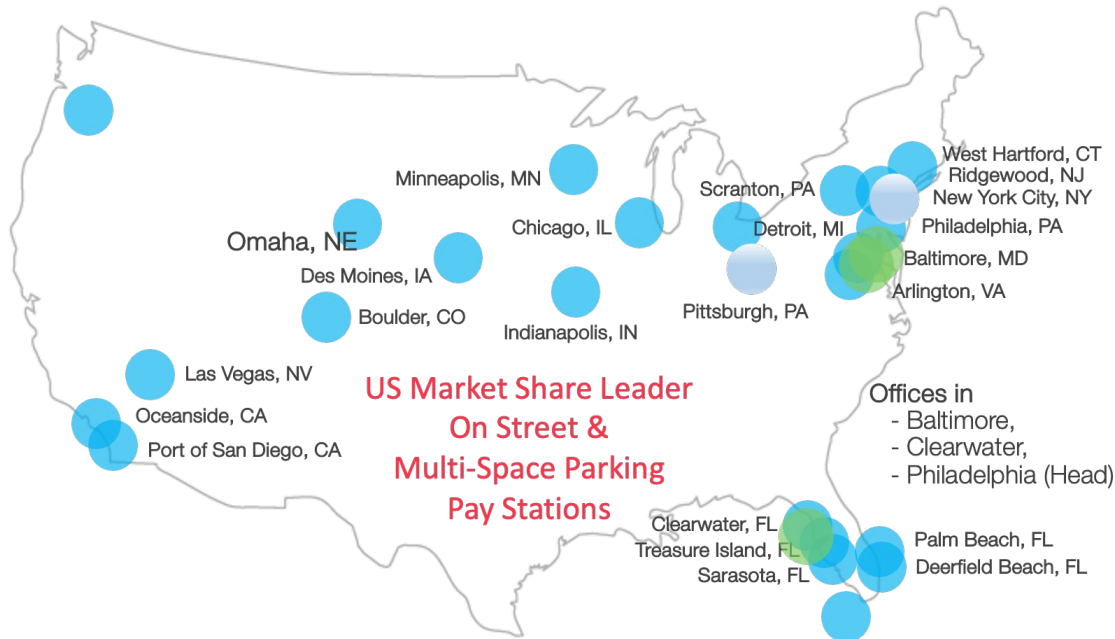 West Hartford, CT
Ridgewood, NJ
Minneapolis, MN
Scranton, PA
New York City, NY
Chicago, IL
Detroit, MI
Philadelphia, PA
Omaha, NE
Des Moines, IA
Baltimore, MD
Arlington, VA
Boulder, CO
Pittsburgh, PA
Indianapolis, IN
Las Vegas, NV
US Market Share Leader
On Street &
Multi-Space Parking
Pay Stations
Oceanside, CA
Port of San Diego, CA
Offices in
- Baltimore,
- Clearwater,
- Philadelphia (Head)
Clearwater, FL
Treasure Island, FL
Sarasota, FL
Palm Beach, FL
Deerfield Beach, FL